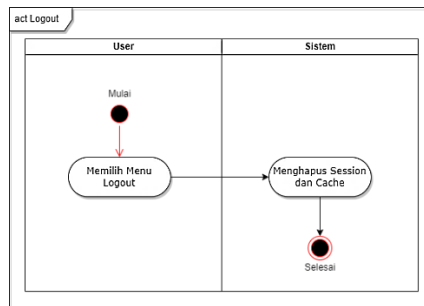 act Logout
User
Sistem
Mulai
Memilih Menu
Logout
Menghapus Session
dan Cache
Selesai